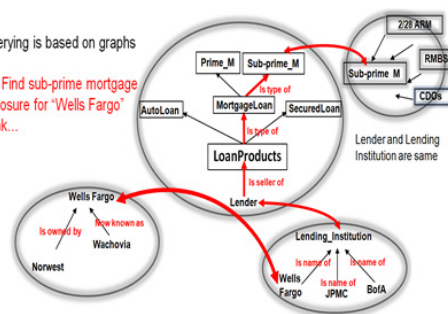 erying is based on graphs
Find sub-prime mortgage
posure for "Wells Fargo"
nk...
Prime_M
Sub-prime_M
Is type of
AutoLoan
MortgageLoan
SecuredLoan
Is type of
LoanProducts
Is seller of
Lender
2/28 ARM
RMBS
Sub-prime M
CDOs
Lender and Lending
Institution are same
Wells Fargo
Is owned by
Now known as
Wachovia
Norwest
Lending_Institution
Is name of
Is name of
Wells
Fargo
Is name of
JPMC
BofA